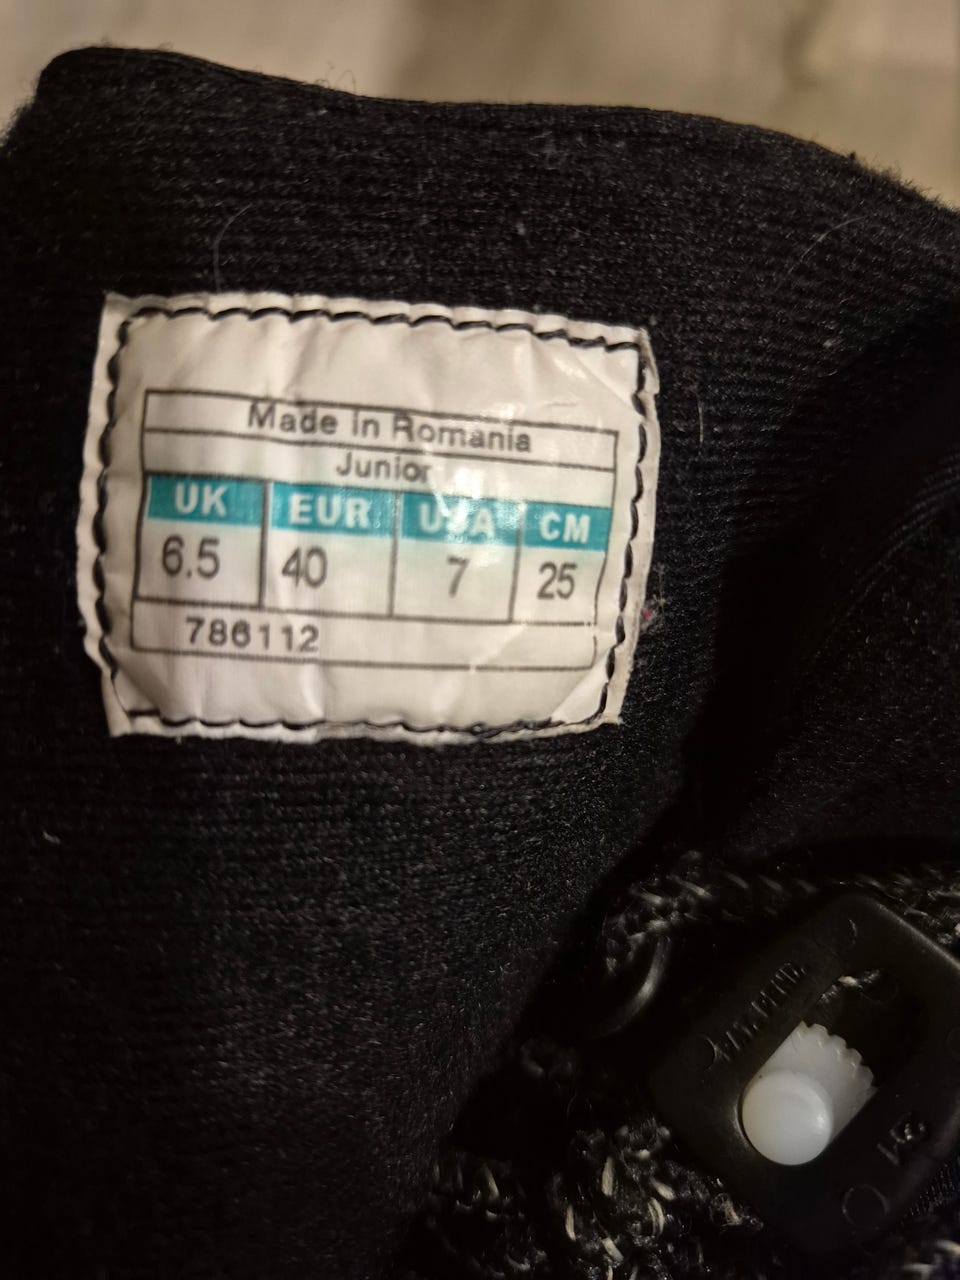 Made in Romania
Junior
UK EUR USA CM
6.5 40 7 25
786112